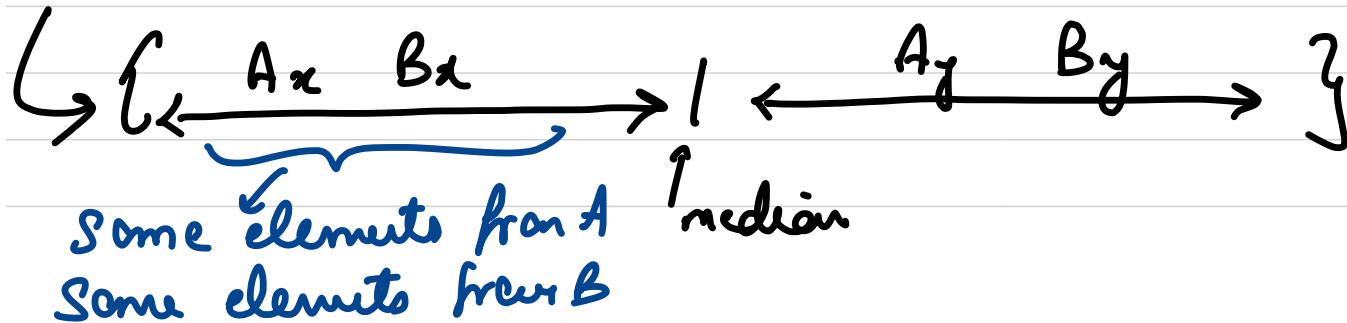 { Ax Bx | Ay By }
median
some elements from A
some elements from B